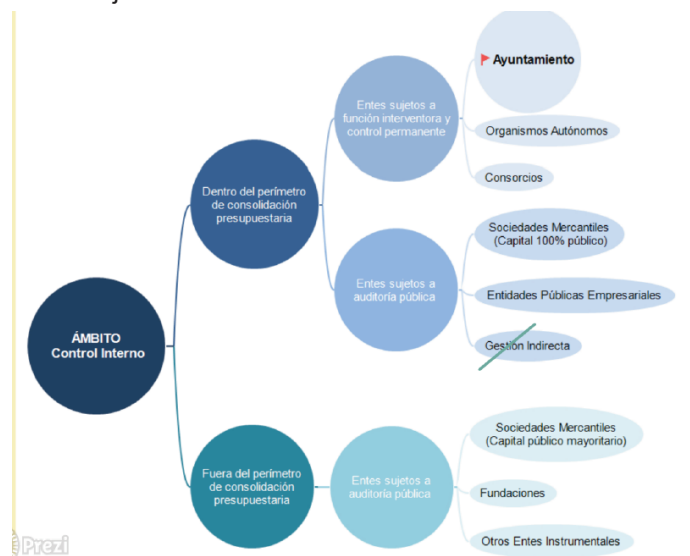 Ayuntamiento
Entes sujetos a
función interventora y
control permanente
Organismos Autónomos
Consorcios
Dentro del perímetro
de consolidación
presupuestaria
Sociedades Mercantiles
(Capital 100% público)
Entes sujetos a
auditoría pública
Entidades Públicas Empresariales
Gestión Indirecta
ÁMBITO
Control Interno
Sociedades Mercantiles
(Capital público mayoritario)
Fuera del perímetro
de consolidación
presupuestaria
Entes sujetos a
auditoría pública
Fundaciones
Otros Entes Instrumentales
Prezi